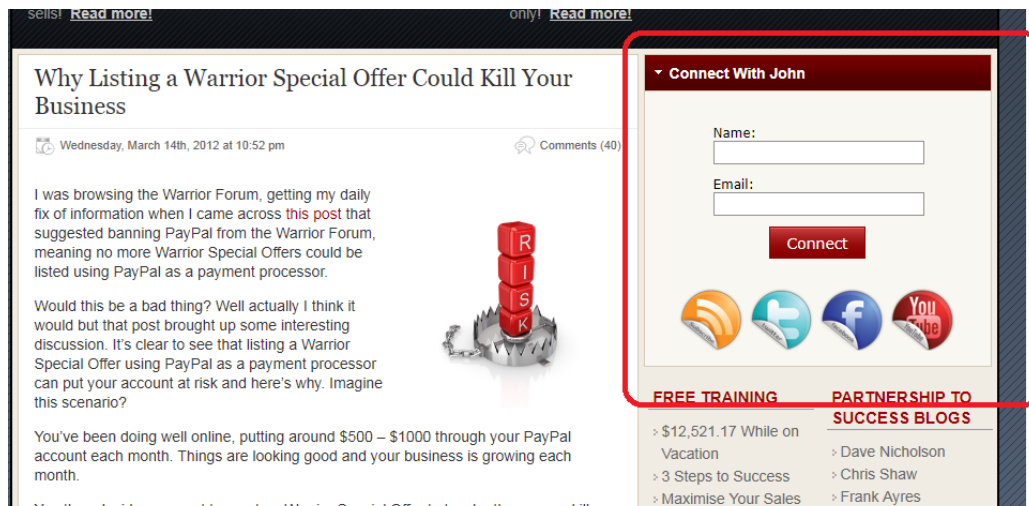 sells! Read more!
only! Read more!
Why Listing a Warrior Special Offer Could Kill Your
Business
Wednesday, March 14th, 2012 at 10:52 pm
Comments (40)
I was browsing the Warrior Forum, getting my daily
fix of information when I came across this post that
suggested banning PayPal from the Warrior Forum,
meaning no more Warrior Special Offers could be
listed using PayPal as a payment processor.
Would this be a bad thing? Well actually I think it
would but that post brought up some interesting
discussion. It’s clear to see that listing a Warrior
Special Offer using PayPal as a payment processor
can put your account at risk and here’s why. Imagine
this scenario?
RISK
You’ve been doing well online, putting around $500 – $1000 through your PayPal
account each month. Things are looking good and your business is growing each
month.
Connect With John
Name:
Email:
Connect
You
Tube
FREE TRAINING
$12,521.17 While on
Vacation
3 Steps to Success
Maximise Your Sales
PARTNERSHIP TO
SUCCESS BLOGS
Dave Nicholson
Chris Shaw
Frank Ayres